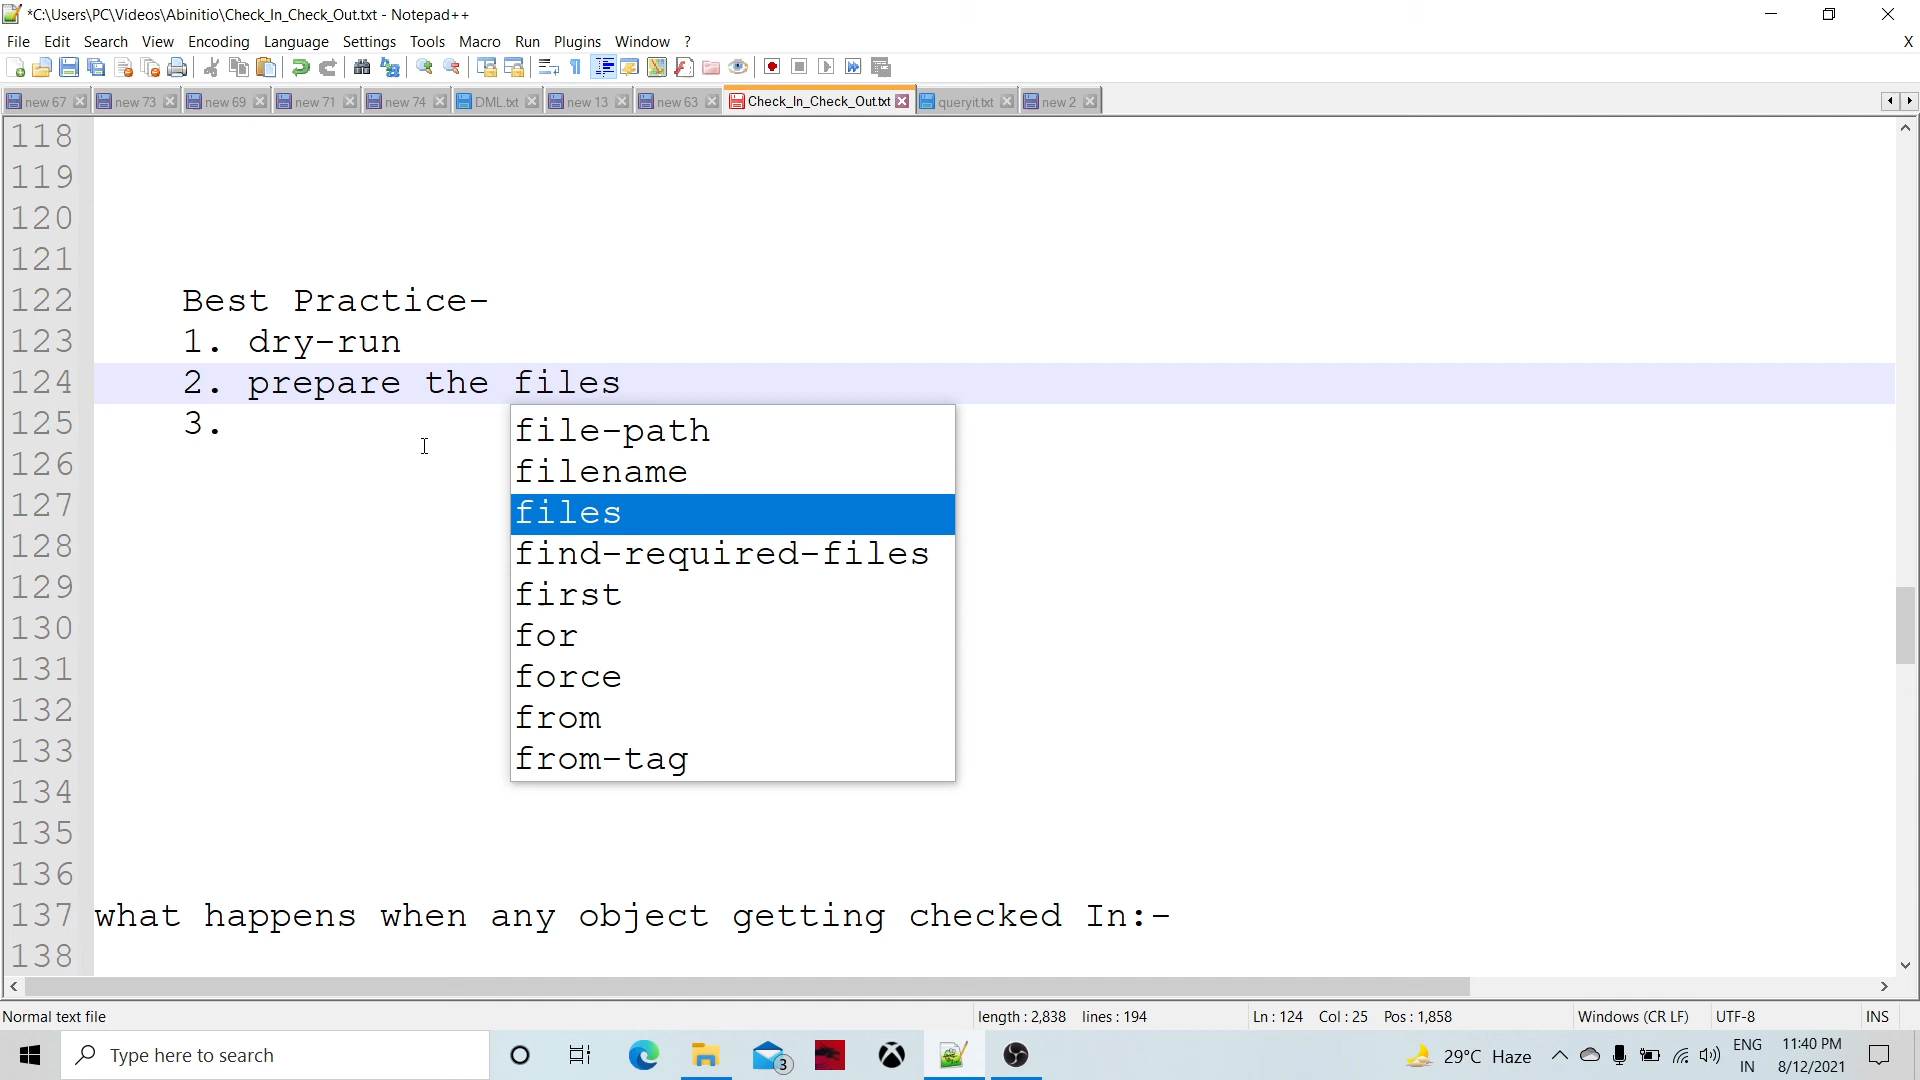 *C:\Users\PC\Videos\Abinitio\Check_In_Check_Out.txt - Notepad++
File Edit Search View Encoding Language Settings Tools Macro Run Plugins Window ? X
new 67 new 73 new 69 new 71 new 74 DML.txt new 13 new 63 Check_In_Check_Out.txt queryit.txt new 2
118
119
120
121
122 Best Practice-
123 1. dry-run
124 2. prepare the files
125 3.
file-path
126
filename
127
files
128
find-required-files
129
first
130
for
131
force
132
from
133
from-tag
134
135
136
137 what happens when any object getting checked In:-
138
Normal text file length : 2,838 lines : 194 Ln : 124 Col : 25 Pos : 1,858 Windows (CR LF) UTF-8 INS
Type here to search 3 29°C Haze ENG IN 11:40 PM 8/12/2021